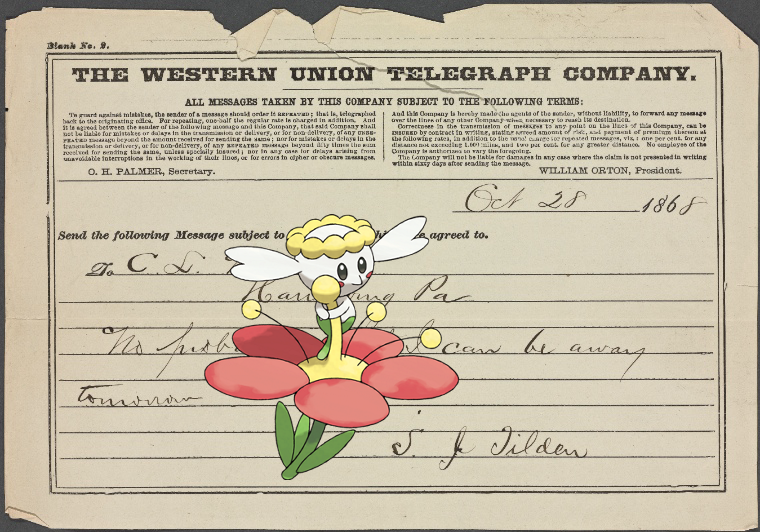 Blank No. 2.
THE WESTERN UNION TELEGRAPH COMPANY.
ALL MESSAGES TAKEN BY THIS COMPANY SUBJECT TO THE FOLLOWING TERMS:
To guard against mistakes, the sender of a message should order it REPEATED; that is, telegraphed
back to the originating office. For repeating, one-half the regular rate is charged in addition. And
it is agreed between the sender of the following message and this Company, that said Company shall
not be liable for mistakes or delays in the transmission or delivery, or for non-delivery, of any UNRE-
PEATED message beyond the amount received for sending the same; nor for mistakes or delays in the
transmission or delivery, or for non-delivery, of any REPEATED message beyond fifty times the sum
received for sending the same, unless specially insured; nor in any case for delays arising from
unavoidable interruptions in the working of their lines, or for errors in cipher or obscure messages.
And this Company is hereby made the agent of the sender, without liability, to forward any message
over the lines of any other Company when necessary to reach its destination.
Correctness in the transmission of messages to any point on the lines of this Company, can be
INSURED by contract in writing, stating agreed amount of risk, and payment of premium thereon at
the following rates, in addition to the usual charge for repeated messages, viz.: one per cent. for any
distance not exceeding 1,000 miles, and two per cent. for any greater distance. No employee of the
Company is authorized to vary the foregoing.
The Company will not be liable for damages in any case where the claim is not presented in writing
within sixty days after sending the message.
O. H. PALMER, Secretary.
WILLIAM ORTON, President.
Oct 28 1868
Send the following Message subject to agreed to.
To C. L.
Pa
No I can be away
tomorrow
S. J. Tilden